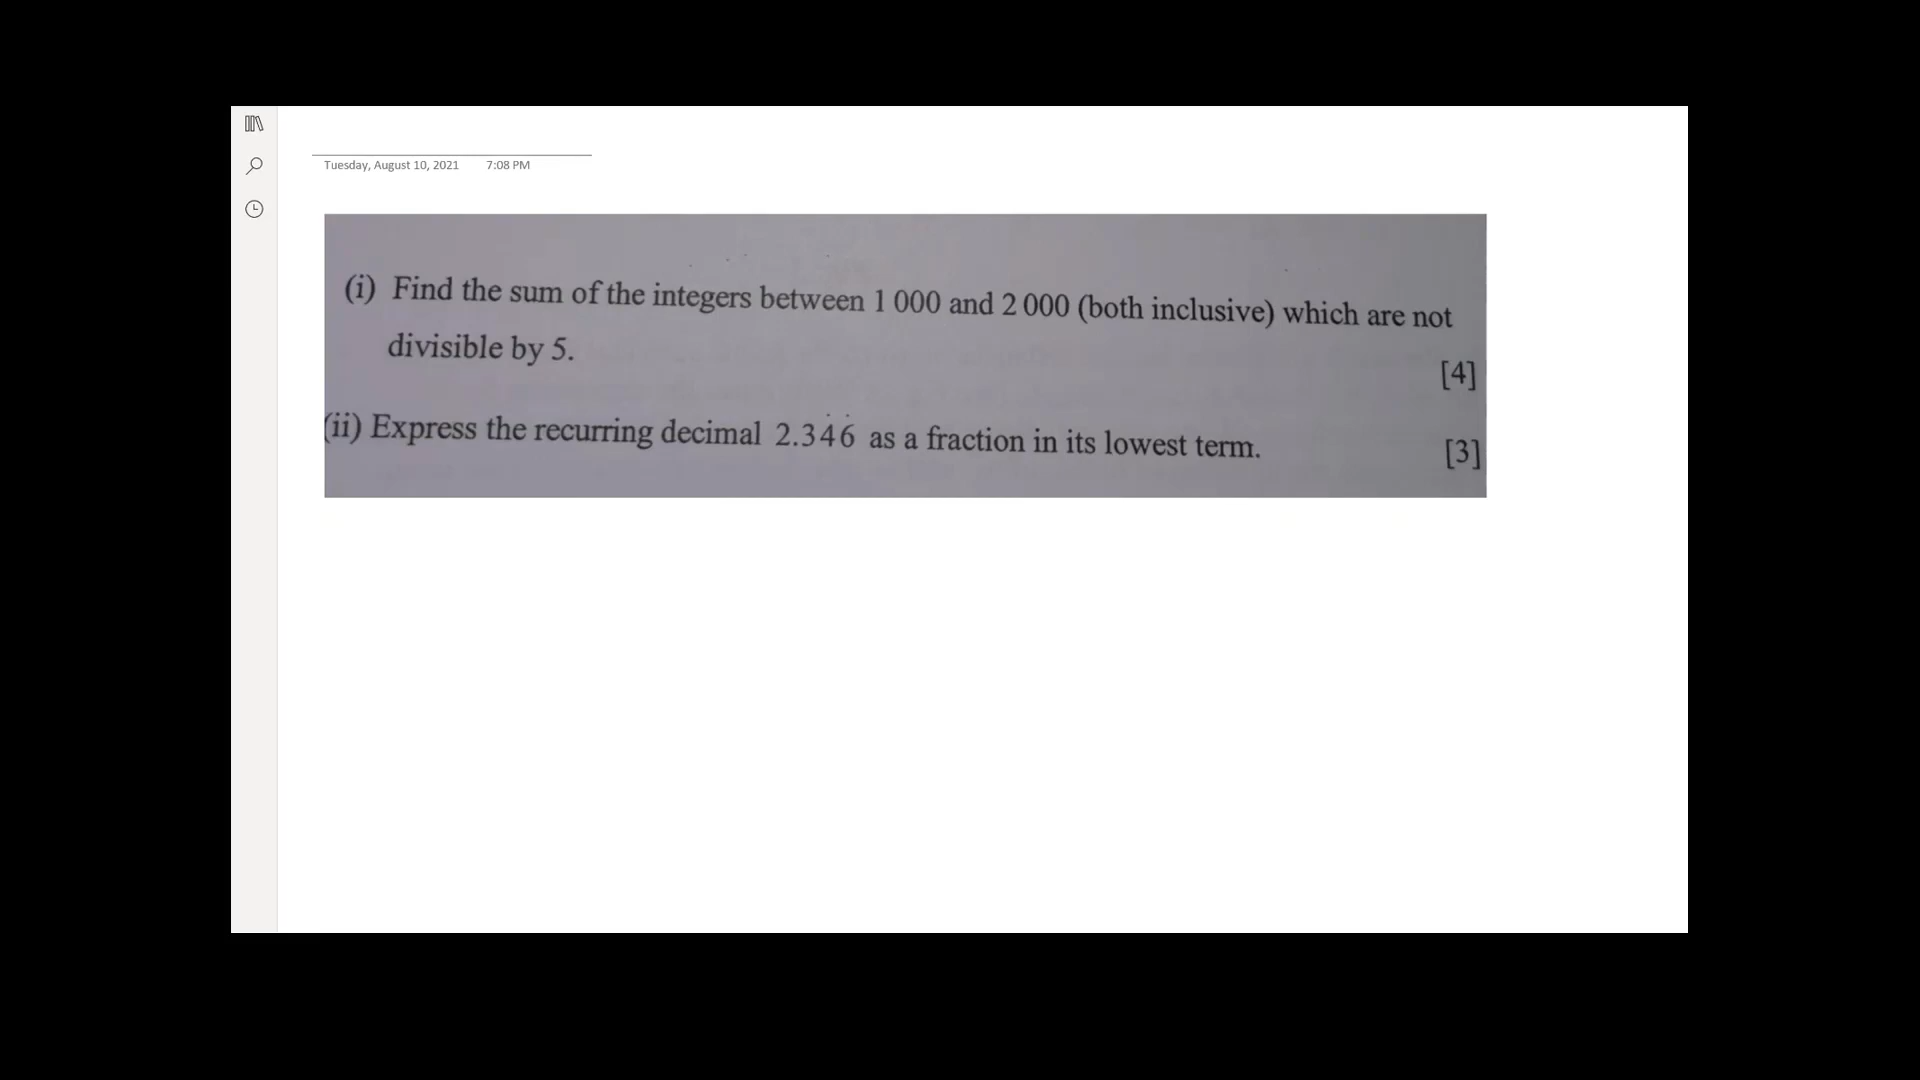 Tuesday, August 10, 2021 7:08 PM
(i) Find the sum of the integers between 1 000 and 2 000 (both inclusive) which are not
divisible by 5.
[4]
(ii) Express the recurring decimal 2.34̇6̇ as a fraction in its lowest term.
[3]